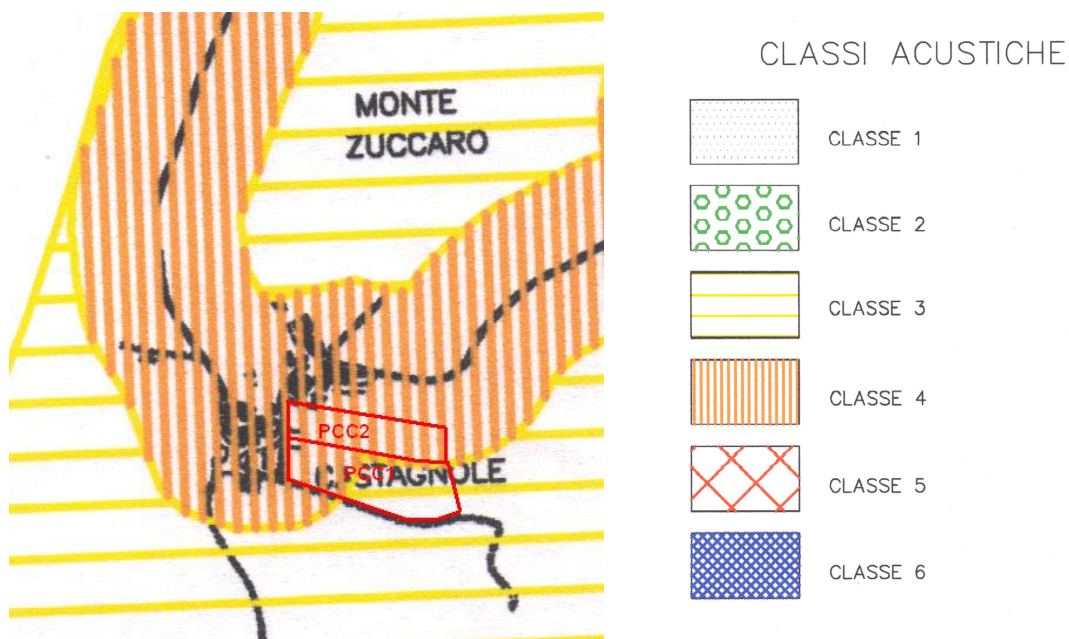 MONTE
ZUCCARO
PCC2
PCC1
CLASSI ACUSTICHE
CLASSE 1
CLASSE 2
CLASSE 3
CLASSE 4
CLASSE 5
CLASSE 6